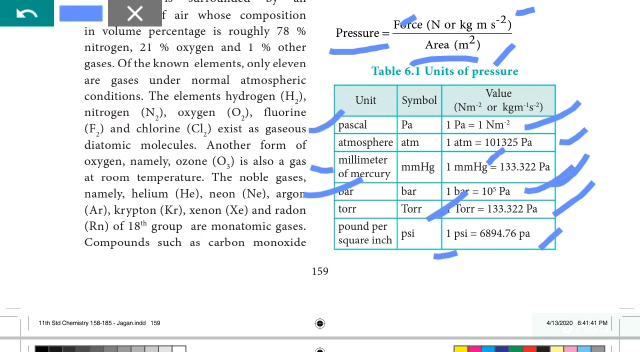 of air whose composition
in volume percentage is roughly 78 %
nitrogen, 21 % oxygen and 1 % other
gases. Of the known elements, only eleven
are gases under normal atmospheric
conditions. The elements hydrogen (H₂),
nitrogen (N₂), oxygen (O₂), fluorine
(F₂) and chlorine (Cl₂) exist as gaseous
diatomic molecules. Another form of
oxygen, namely, ozone (O₃) is also a gas
at room temperature. The noble gases,
namely, helium (He), neon (Ne), argon
(Ar), krypton (Kr), xenon (Xe) and radon
(Rn) of 18ᵗʰ group are monatomic gases.
Compounds such as carbon monoxide
Pressure = Force (N or kg m s⁻²)
Area (m²)
Table 6.1 Units of pressure
Unit Symbol Value (Nm⁻² or kgm⁻¹s⁻²)
pascal Pa 1 Pa = 1 Nm⁻²
atmosphere atm 1 atm = 101325 Pa
millimeter of mercury mmHg 1 mmHg = 133.322 Pa
bar bar 1 bar = 10⁵ Pa
torr Torr 1 Torr = 133.322 Pa
pound per square inch psi 1 psi = 6894.76 pa
159
11th Std Chemistry 158-185 - Jagan.indd 159
4/13/2020 6:41:41 PM